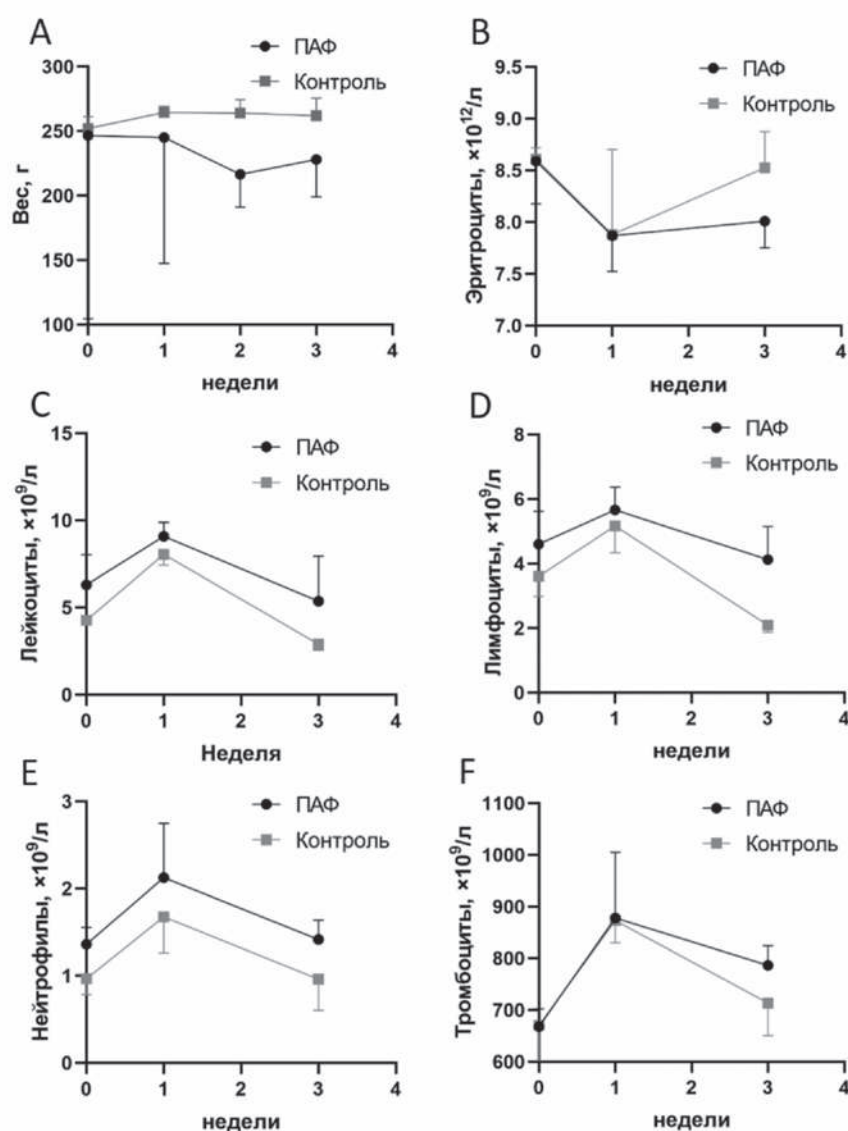 A
ПАФ
Контроль
Вес, г
300
250
200
150
100
0 1 2 3 4
недели
B
ПАФ
Контроль
Эритроциты, ×10¹²/л
9.5
9.0
8.5
8.0
7.5
7.0
0 1 2 3 4
недели
C
ПАФ
Контроль
Лейкоциты, ×10⁹/л
15
10
5
0
0 1 2 3 4
Неделя
D
ПАФ
Контроль
Лимфоциты, ×10⁹/л
8
6
4
2
0
0 1 2 3 4
недели
E
ПАФ
Контроль
Нейтрофилы, ×10⁹/л
3
2
1
0
0 1 2 3 4
недели
F
ПАФ
Контроль
Тромбоциты, ×10⁹/л
1100
1000
900
800
700
600
0 1 2 3 4
недели